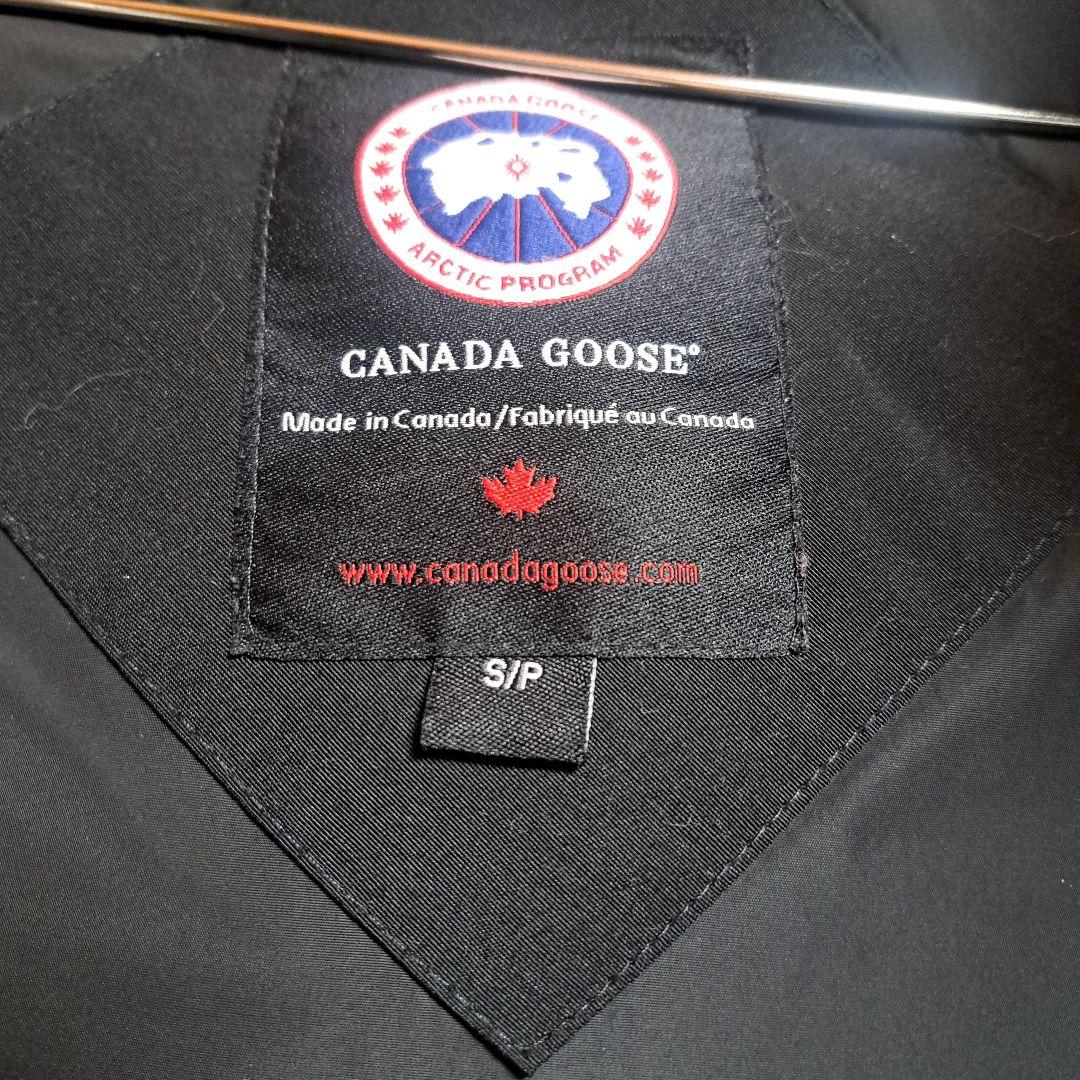 CANADA GOOSE
ARCTIC PROGRAM
CANADA GOOSE®
Made in Canada/Fabriqué au Canada
www.canadagoose.com
S/P